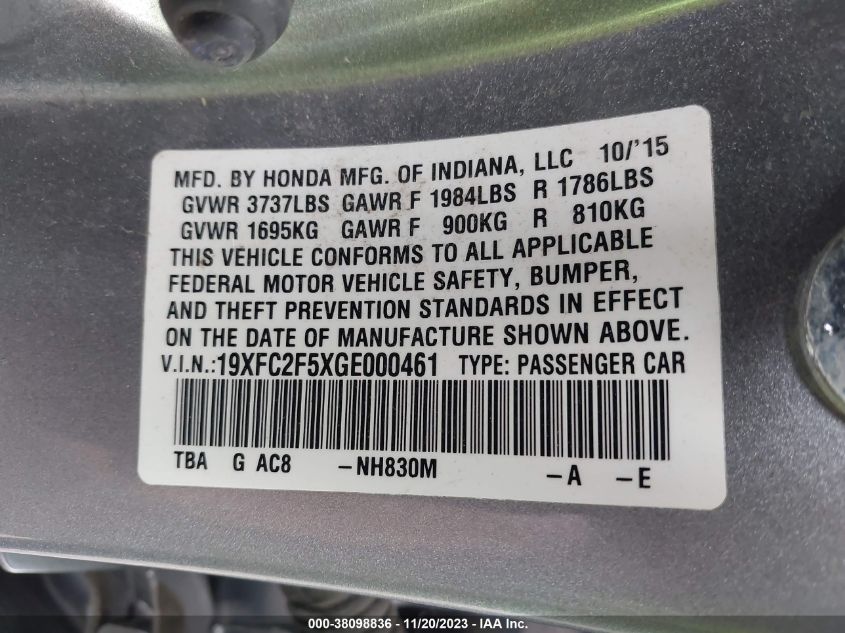 MFD. BY HONDA MFG. OF INDIANA, LLC 10/'15
GVWR 3737LBS GAWR F 1984LBS R 1786LBS
GVWR 1695KG GAWR F 900KG R 810KG
THIS VEHICLE CONFORMS TO ALL APPLICABLE
FEDERAL MOTOR VEHICLE SAFETY, BUMPER,
AND THEFT PREVENTION STANDARDS IN EFFECT
ON THE DATE OF MANUFACTURE SHOWN ABOVE.
V.I.N.:19XFC2F5XGE000461 TYPE: PASSENGER CAR
TBA G AC8 –NH830M –A –E
000-38098836 - 11/20/2023 - IAA Inc.